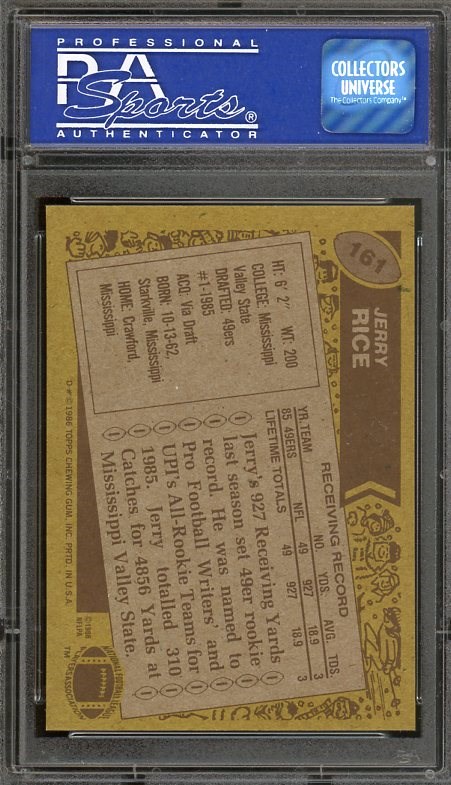 PROFESSIONAL
PSA
Sports®
AUTHENTICATOR
COLLECTORS
UNIVERSE
The Collectors Company™
161
JERRY
RICE
HT: 6' 2" WT: 200
COLLEGE: Mississippi
Valley State
DRAFTED: 49ers
#1-1985
ACQ: Via Draft
BORN: 10-13-62,
Starkville, Mississippi
HOME: Crawford,
Mississippi
RECEIVING RECORD
YR. TEAM NO. YDS. AVG. TDS.
85 49ERS 49 927 18.9 3
NFL
LIFETIME TOTALS 49 927 18.9 3
Jerry's 927 Receiving Yards
last season set 49er rookie
record. He was named to
Pro Football Writers' and
UPI's All-Rookie Teams for
1985. Jerry totalled 310
Catches for 4856 Yards at
Mississippi Valley State.
D* © 1986 TOPPS CHEWING GUM, INC. PRTD. IN U.S.A.
© 1986
NFLPA
TM